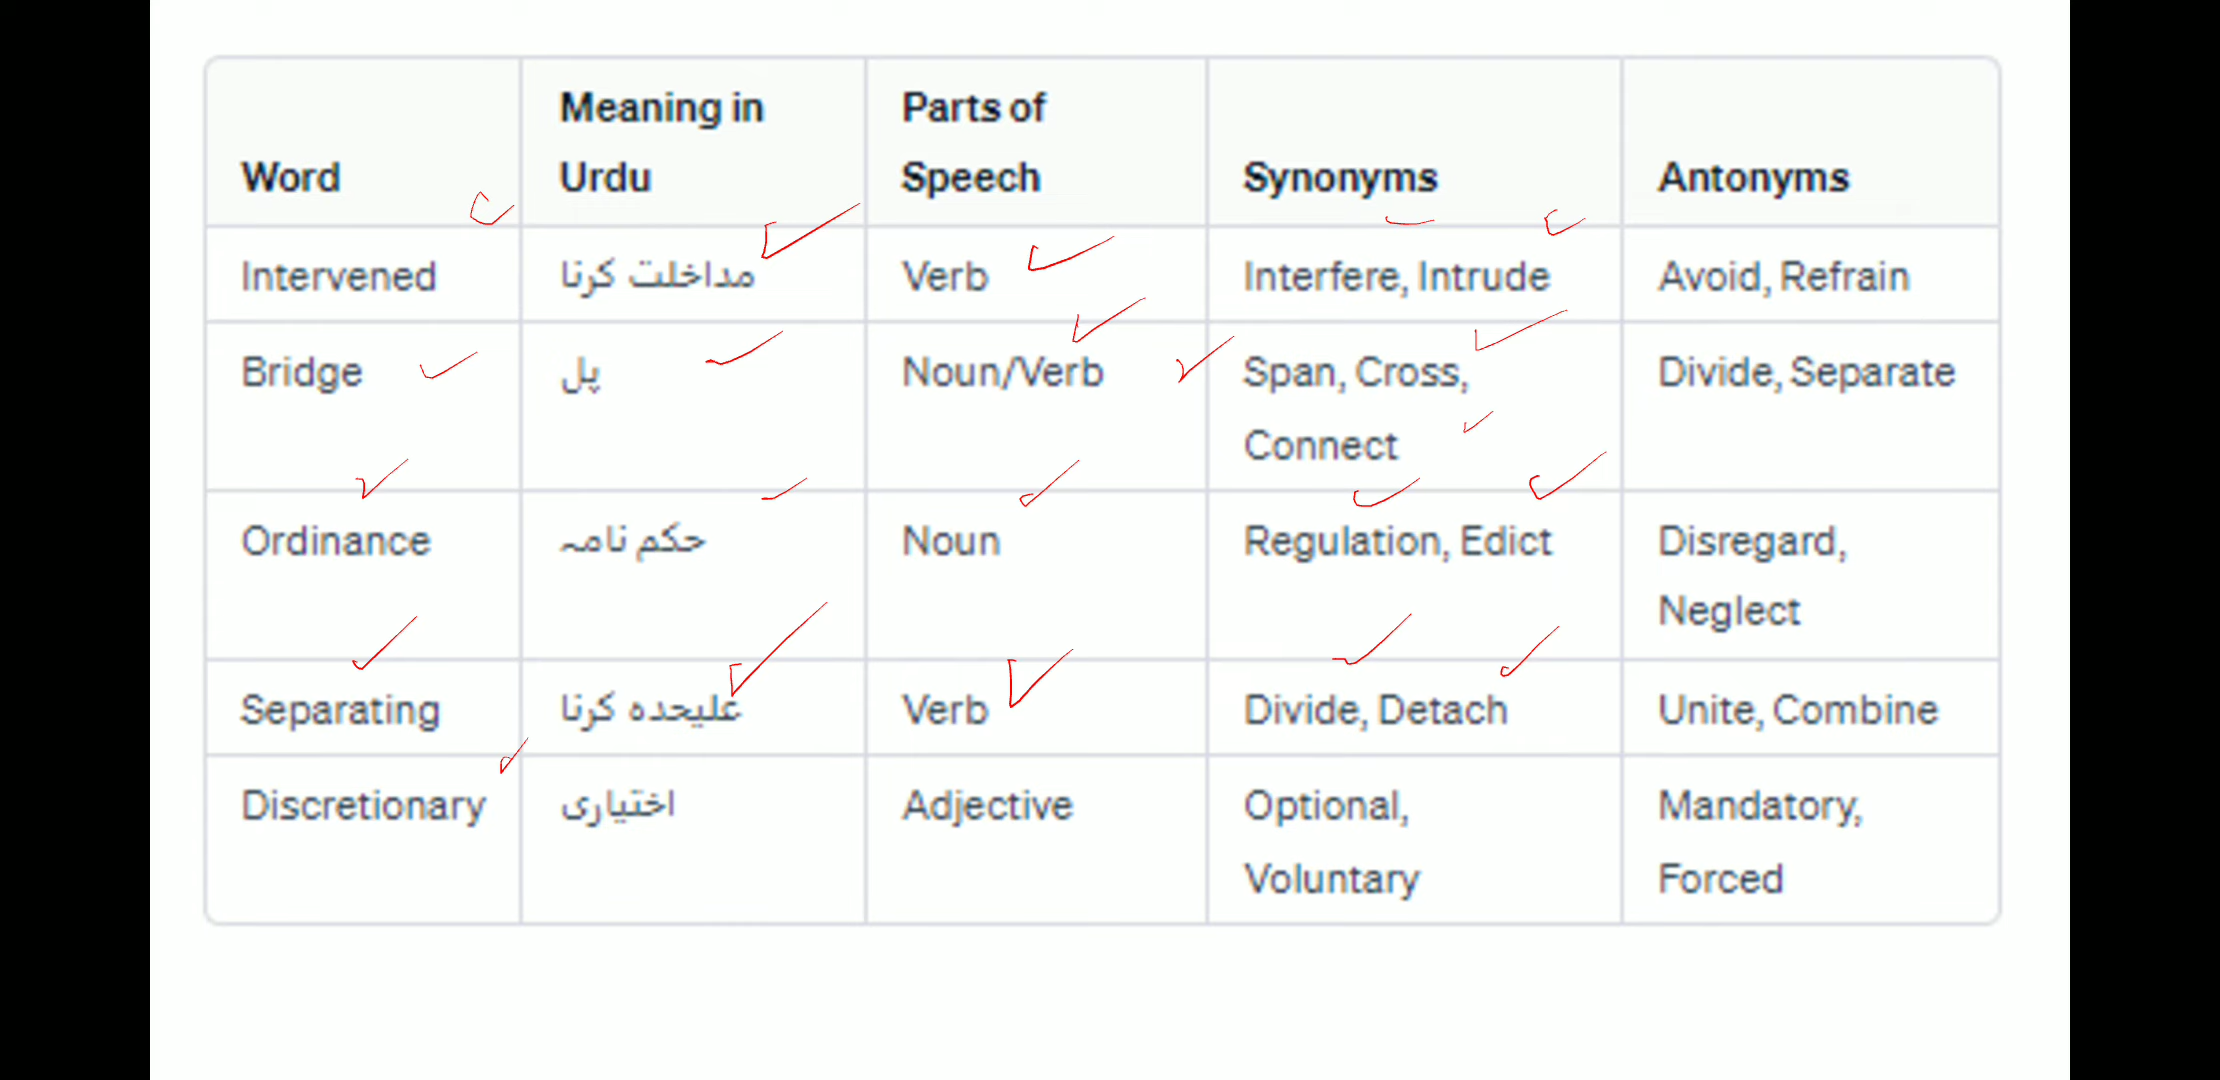 Word Meaning in Urdu Parts of Speech Synonyms Antonyms
Intervened مداخلت کرنا Verb Interfere, Intrude Avoid, Refrain
Bridge پل Noun/Verb Span, Cross, Connect Divide, Separate
Ordinance حکم نامہ Noun Regulation, Edict Disregard, Neglect
Separating علیحدہ کرنا Verb Divide, Detach Unite, Combine
Discretionary اختیاری Adjective Optional, Voluntary Mandatory, Forced